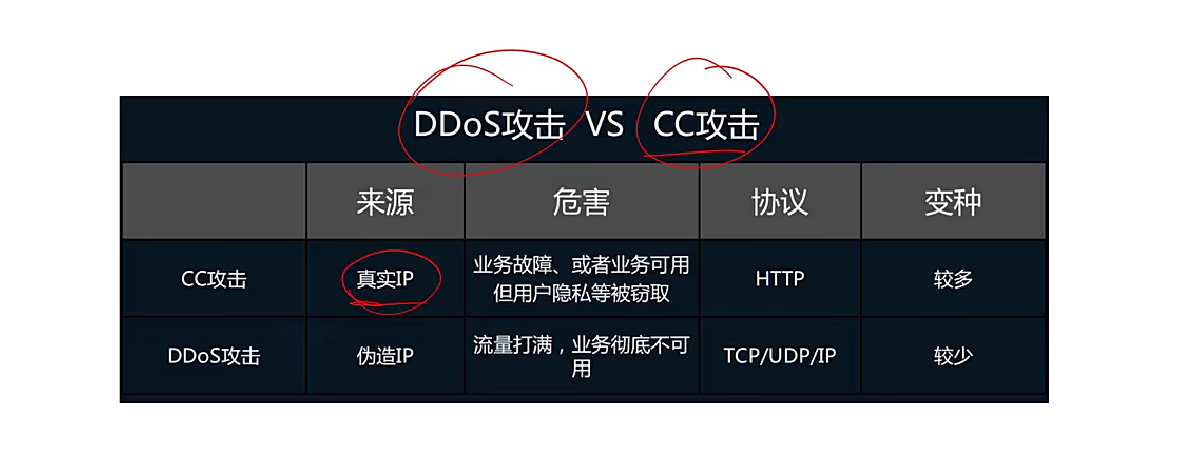 DDoS攻击 VS CC攻击
来源 危害 协议 变种
CC攻击 真实IP 业务故障、或者业务可用 HTTP 较多
但用户隐私等被窃取
DDoS攻击 伪造IP 流量打满，业务彻底不可 TCP/UDP/IP 较少
用